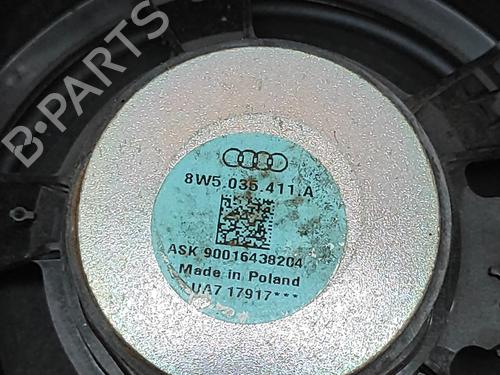 B-PARTS
8W5.035.411.A
ASK 90016438204
Made in Poland
UA7 17917***